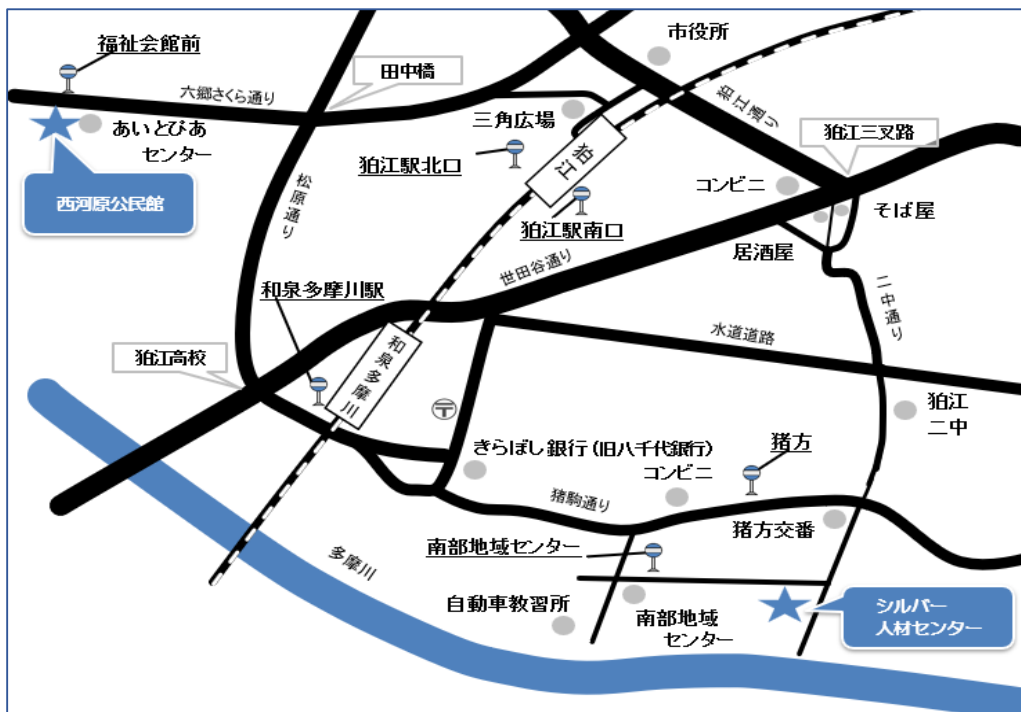 福祉会館前
六郷さくら通り
田中橋
市役所
狛江通り
三角広場
狛江
狛江三叉路
あいとぴあ
センター
西河原公民館
狛江駅北口
松原通り
コンビニ
そば屋
狛江駅南口
居酒屋
世田谷通り
二中通り
和泉多摩川駅
水道道路
狛江高校
和泉多摩川
〒
狛江
二中
きらぼし銀行(旧八千代銀行)
コンビニ
猪方
猪駒通り
猪方交番
南部地域センター
多摩川
自動車教習所
南部地域
センター
シルバー
人材センター